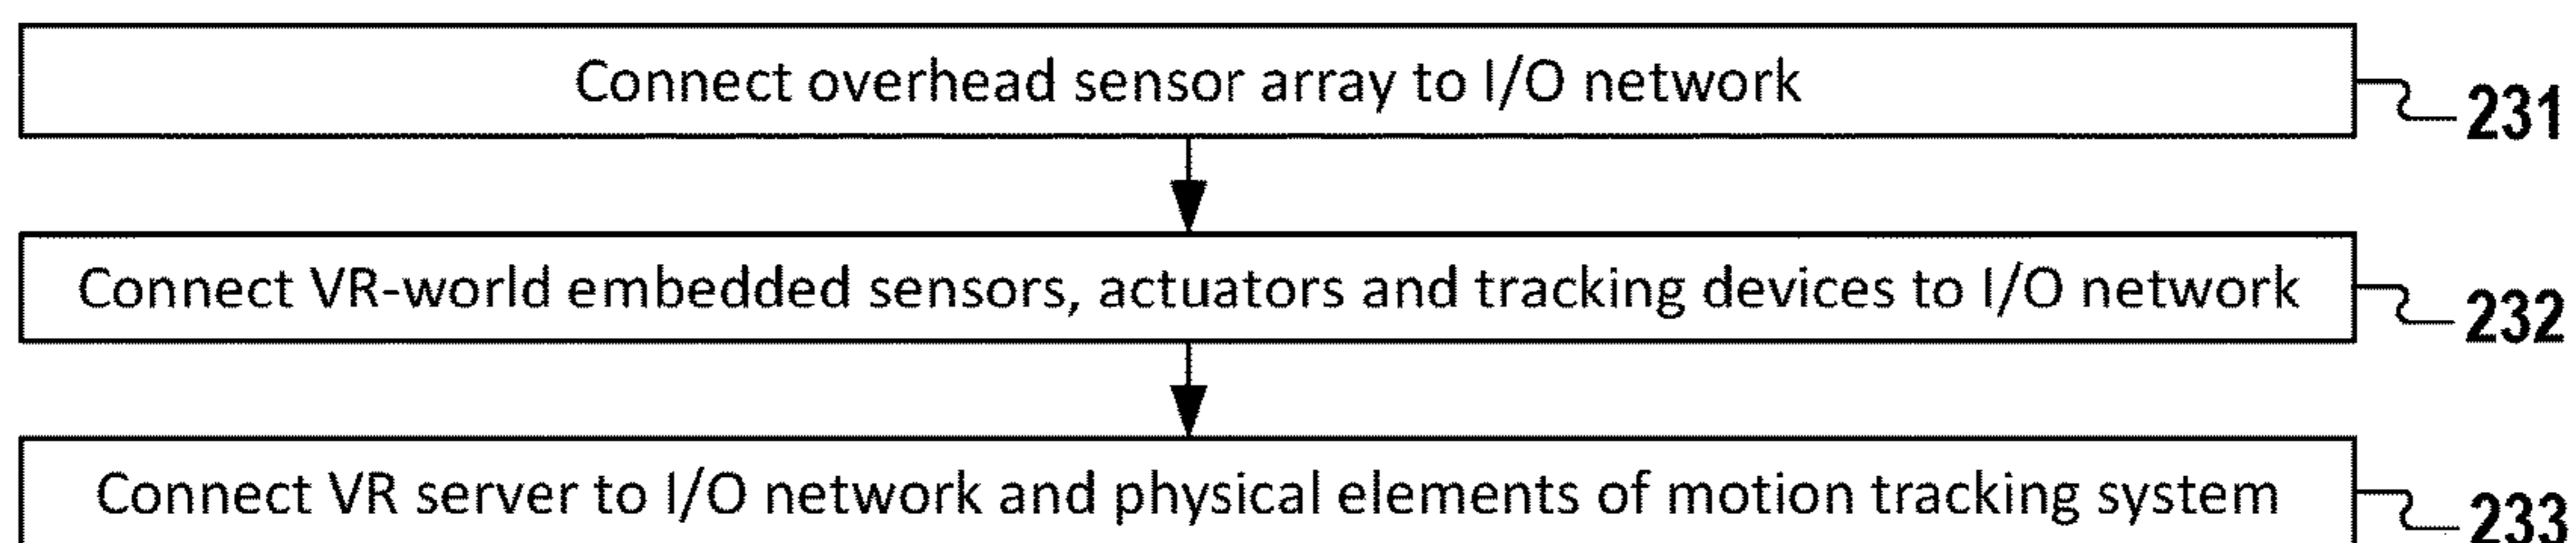 Connect overhead sensor array to I/O network
231
Connect VR-world embedded sensors, actuators and tracking devices to I/O network
232
Connect VR server to I/O network and physical elements of motion tracking system
233